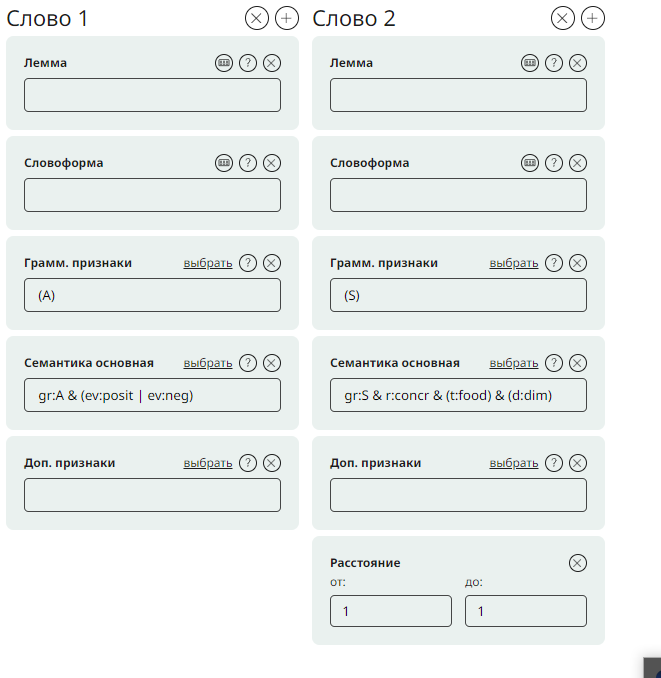 Слово 1
Лемма
?
Словоформа
?
Грамм. признаки выбрать ?
(A)
Семантика основная выбрать ?
gr:A & (ev:posit | ev:neg)
Доп. признаки выбрать ?
Слово 2
Лемма
?
Словоформа
?
Грамм. признаки выбрать ?
(S)
Семантика основная выбрать ?
gr:S & r:concr & (t:food) & (d:dim)
Доп. признаки выбрать ?
Расстояние
от: до:
1 1